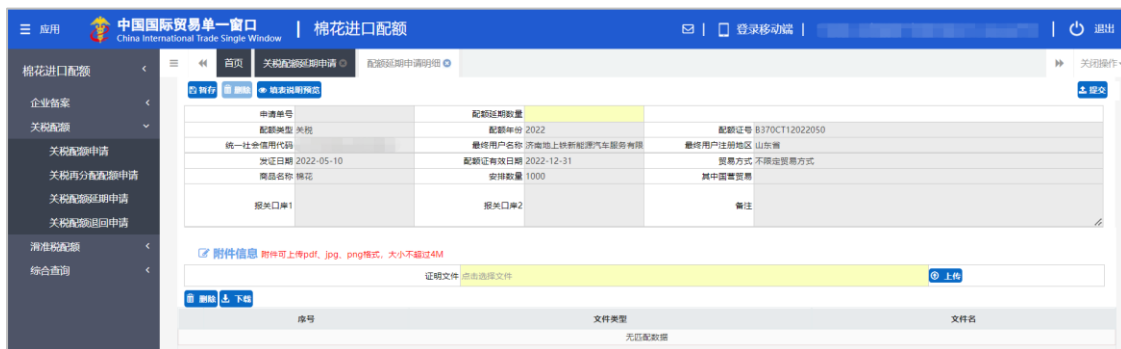 三 应用 中国国际贸易单一窗口 China International Trade Single Window | 棉花进口配额 登录移动端 | 退出
棉花进口配额 首页 关税配额延期申请 配额延期申请明细 关闭操作
企业备案
关税配额
关税配额申请
关税再分配配额申请
关税配额延期申请
关税配额退回申请
滑准税配额
综合查询
暂存 删除 填表说明预览 提交
申请单号 配额延期数量
配额类型 关税 配额年份 2022 配额证号 B370CT12022050
统一社会信用代码 最终用户名称 济南地上铁新能源汽车服务有限 最终用户注册地区 山东省
发证日期 2022-05-10 配额证有效日期 2022-12-31 贸易方式 不限定贸易方式
商品名称 棉花 安排数量 1000 其中国营贸易
报关口岸1 报关口岸2 备注
附件信息 附件可上传pdf、jpg、png格式，大小不超过4M
证明文件 点击选择文件 上传
删除 下载
序号 文件类型 文件名
无匹配数据